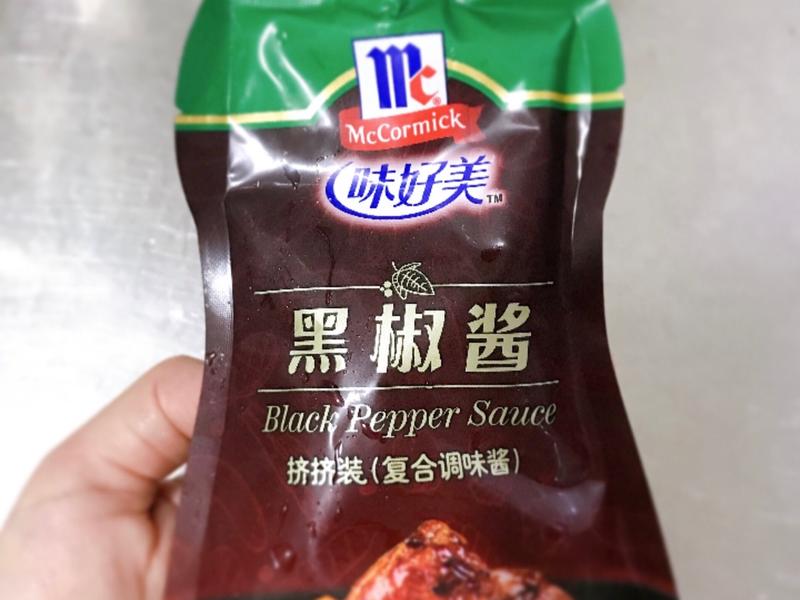 Mc
McCormick
味好美™
黑椒酱
Black Pepper Sauce
挤挤装(复合调味酱)